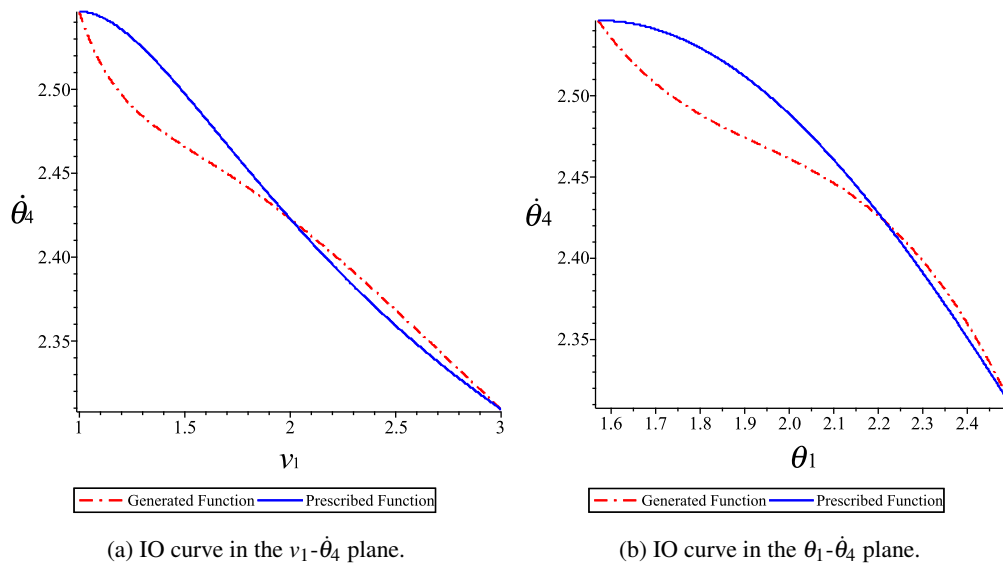 2.50
2.45
θ̇4
2.40
2.35
1
1.5
2
2.5
3
v1
Generated Function
Prescribed Function
(a) IO curve in the v1-θ̇4 plane.
2.50
2.45
θ̇4
2.40
2.35
1.6
1.7
1.8
1.9
2.0
2.1
2.2
2.3
2.4
θ1
Generated Function
Prescribed Function
(b) IO curve in the θ1-θ̇4 plane.